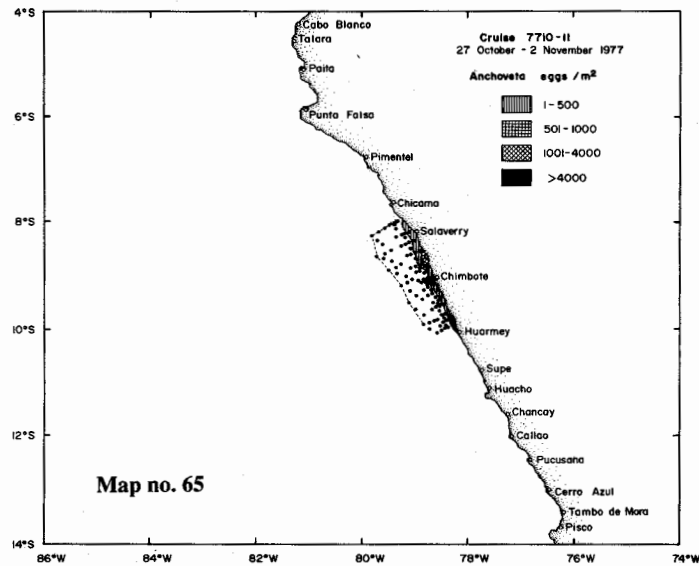 4°S
Cabo Blanco
Talara
Cruise 7710-11
27 October - 2 November 1977
Paita
Anchoveta eggs /m²
1-500
6°S
Punta Falsa
501-1000
1001-4000
Pimentel
>4000
Chicama
8°S
Salaverry
Chimbote
10°S
Huarmey
Supe
Huacho
Chancay
12°S
Callao
Pucusana
Map no. 65
Cerro Azul
Tambo de Mora
Pisco
14°S
86°W 84°W 82°W 80°W 78°W 76°W 74°W